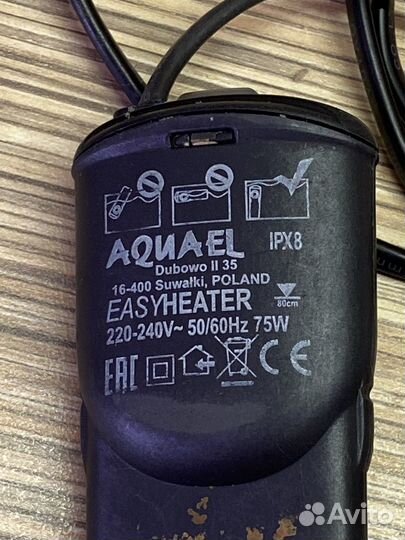 AQUAEL
IPX8
Dubowo II 35
16-400 Suwałki, POLAND
EASYHEATER
80cm
220-240V~ 50/60Hz 75W
EAC CE
Avito